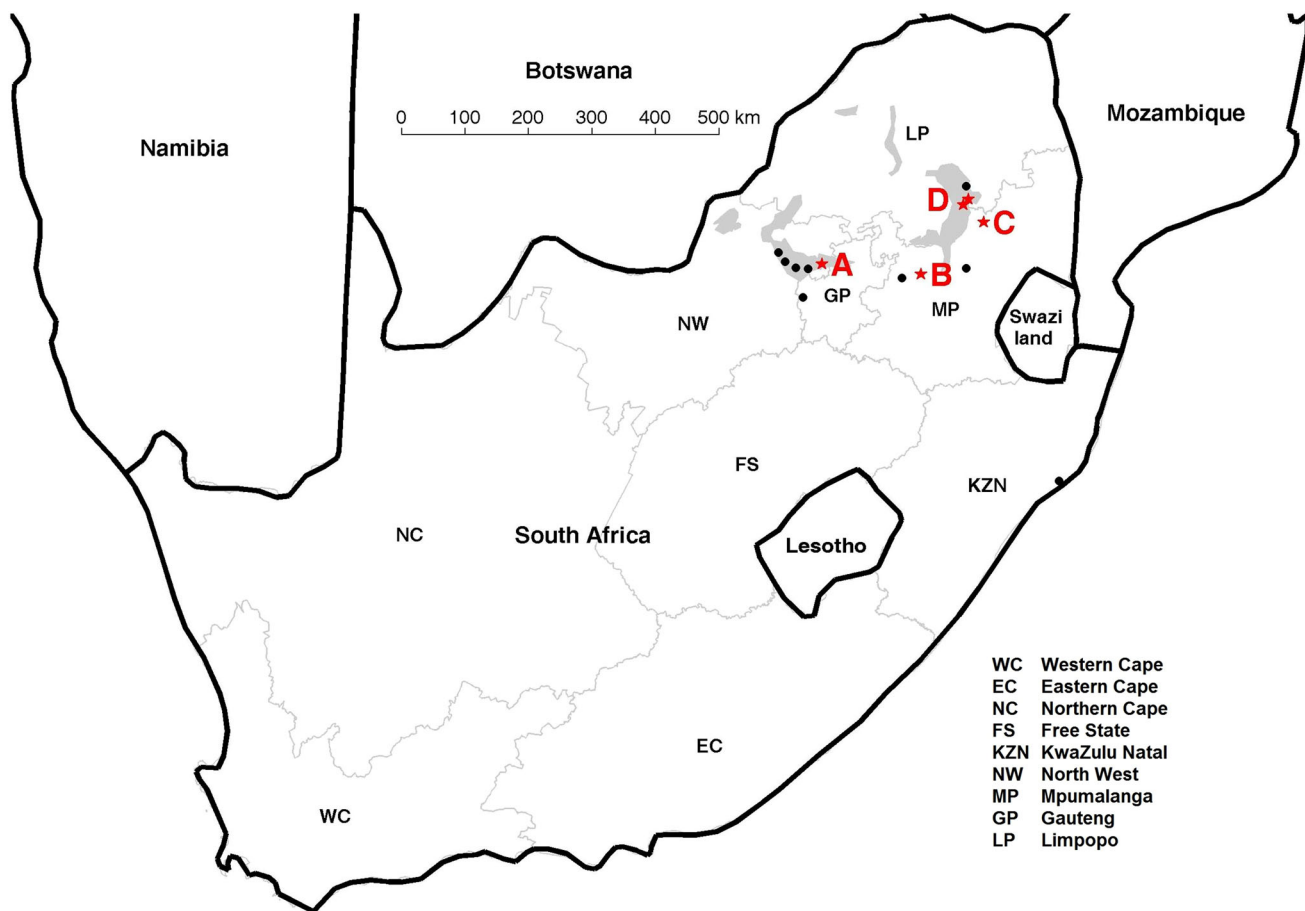 Botswana
Mozambique
Namibia
0 100 200 300 400 500 km
LP
D
C
A
B
GP
MP
NW
Swazi
land
FS
KZN
NC
South Africa
Lesotho
WC Western Cape
EC Eastern Cape
NC Northern Cape
FS Free State
KZN KwaZulu Natal
NW North West
MP Mpumalanga
GP Gauteng
LP Limpopo
EC
WC